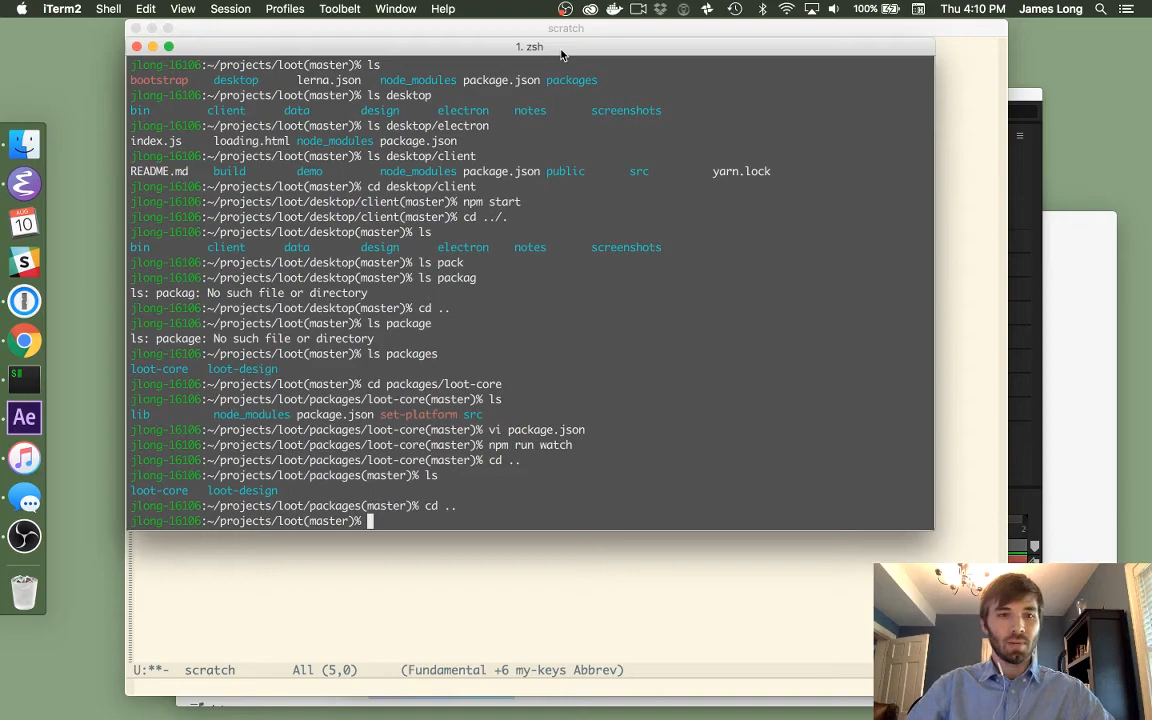 iTerm2 Shell Edit View Session Profiles Toolbelt Window Help 100% Thu 4:10 PM James Long
scratch
1. zsh
jlong-16106:~/projects/loot(master)% ls
bootstrap desktop lerna.json node_modules package.json packages
jlong-16106:~/projects/loot(master)% ls desktop
bin client data design electron notes screenshots
jlong-16106:~/projects/loot(master)% ls desktop/electron
index.js loading.html node_modules package.json
jlong-16106:~/projects/loot(master)% ls desktop/client
README.md build demo node_modules package.json public src yarn.lock
jlong-16106:~/projects/loot(master)% cd desktop/client
jlong-16106:~/projects/loot/desktop/client(master)% npm start
jlong-16106:~/projects/loot/desktop/client(master)% cd ../.
jlong-16106:~/projects/loot/desktop(master)% ls
bin client data design electron notes screenshots
jlong-16106:~/projects/loot/desktop(master)% ls pack
jlong-16106:~/projects/loot/desktop(master)% ls packag
ls: packag: No such file or directory
jlong-16106:~/projects/loot/desktop(master)% cd ..
jlong-16106:~/projects/loot(master)% ls package
ls: package: No such file or directory
jlong-16106:~/projects/loot(master)% ls packages
loot-core loot-design
jlong-16106:~/projects/loot(master)% cd packages/loot-core
jlong-16106:~/projects/loot/packages/loot-core(master)% ls
lib node_modules package.json set-platform src
jlong-16106:~/projects/loot/packages/loot-core(master)% vi package.json
jlong-16106:~/projects/loot/packages/loot-core(master)% npm run watch
jlong-16106:~/projects/loot/packages/loot-core(master)% cd ..
jlong-16106:~/projects/loot/packages(master)% ls
loot-core loot-design
jlong-16106:~/projects/loot/packages(master)% cd ..
jlong-16106:~/projects/loot(master)%
AUG
10
S
$
Ae
2
U:**- scratch All (5,0) (Fundamental +6 my-keys Abbrev)